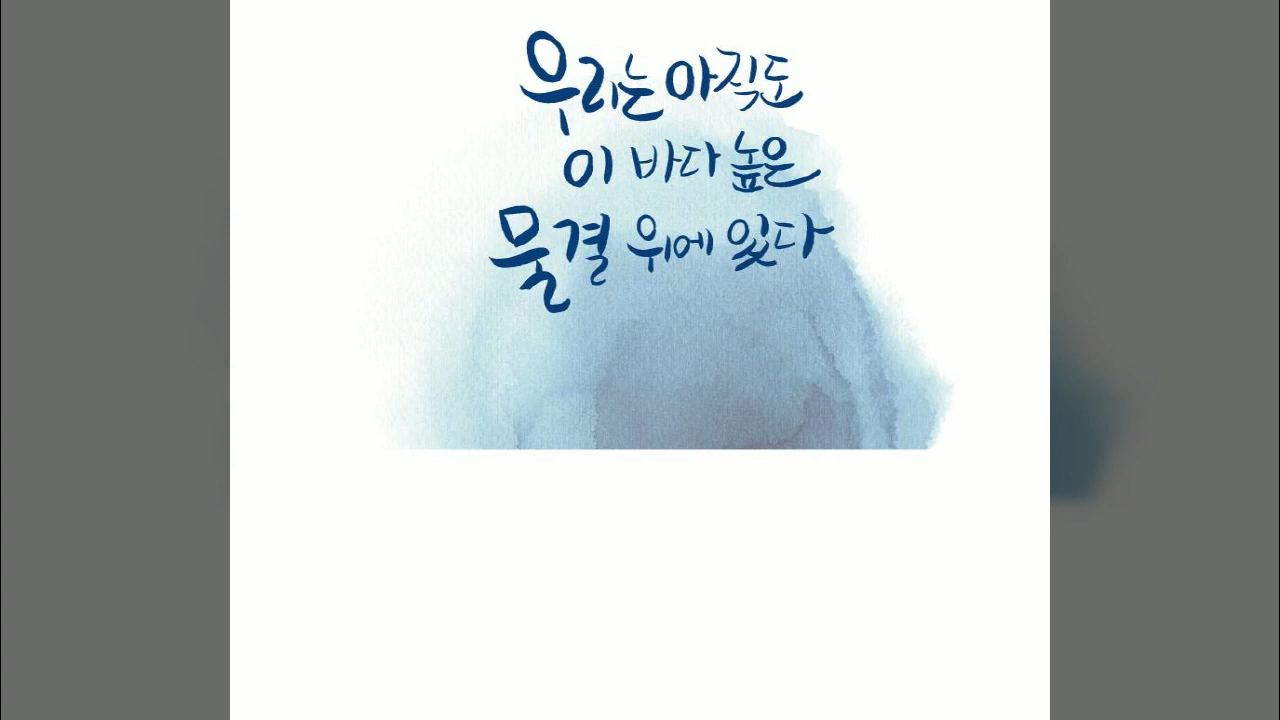 우리는 아직도
이 바다 높은
물결 위에 있다